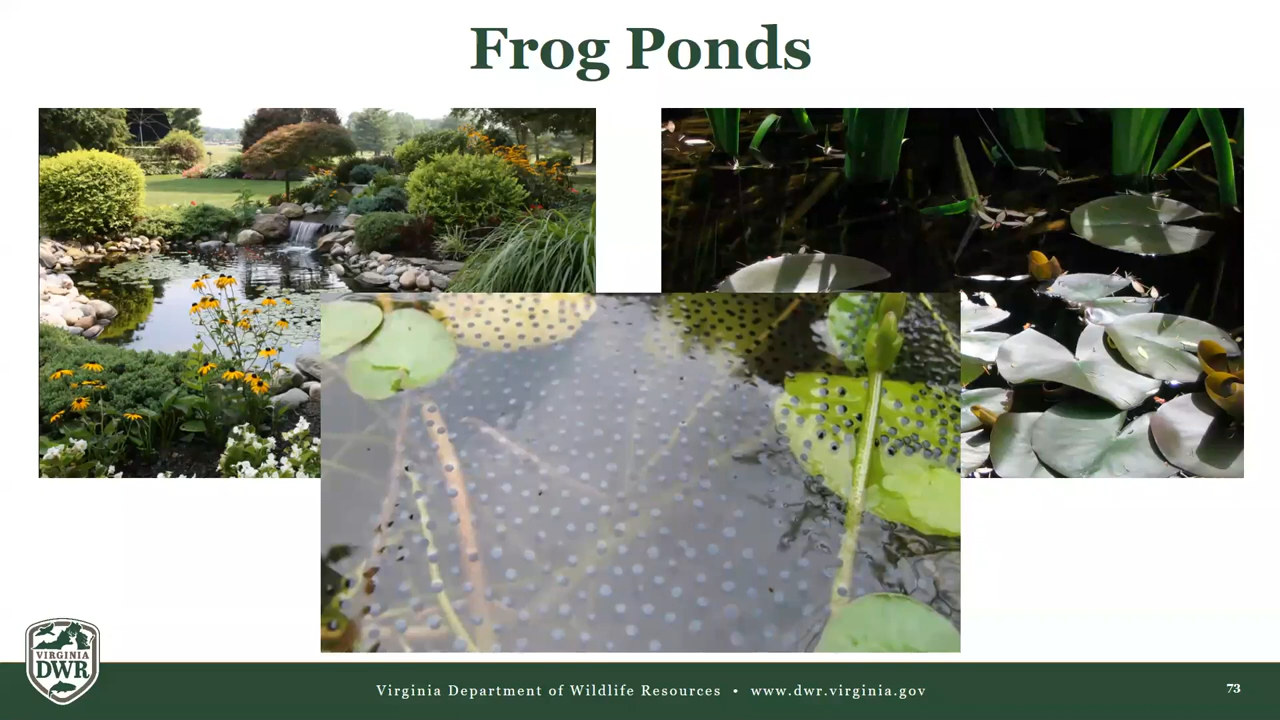 Frog Ponds
VIRGINIA
DWR
Virginia Department of Wildlife Resources • www.dwr.virginia.gov
73